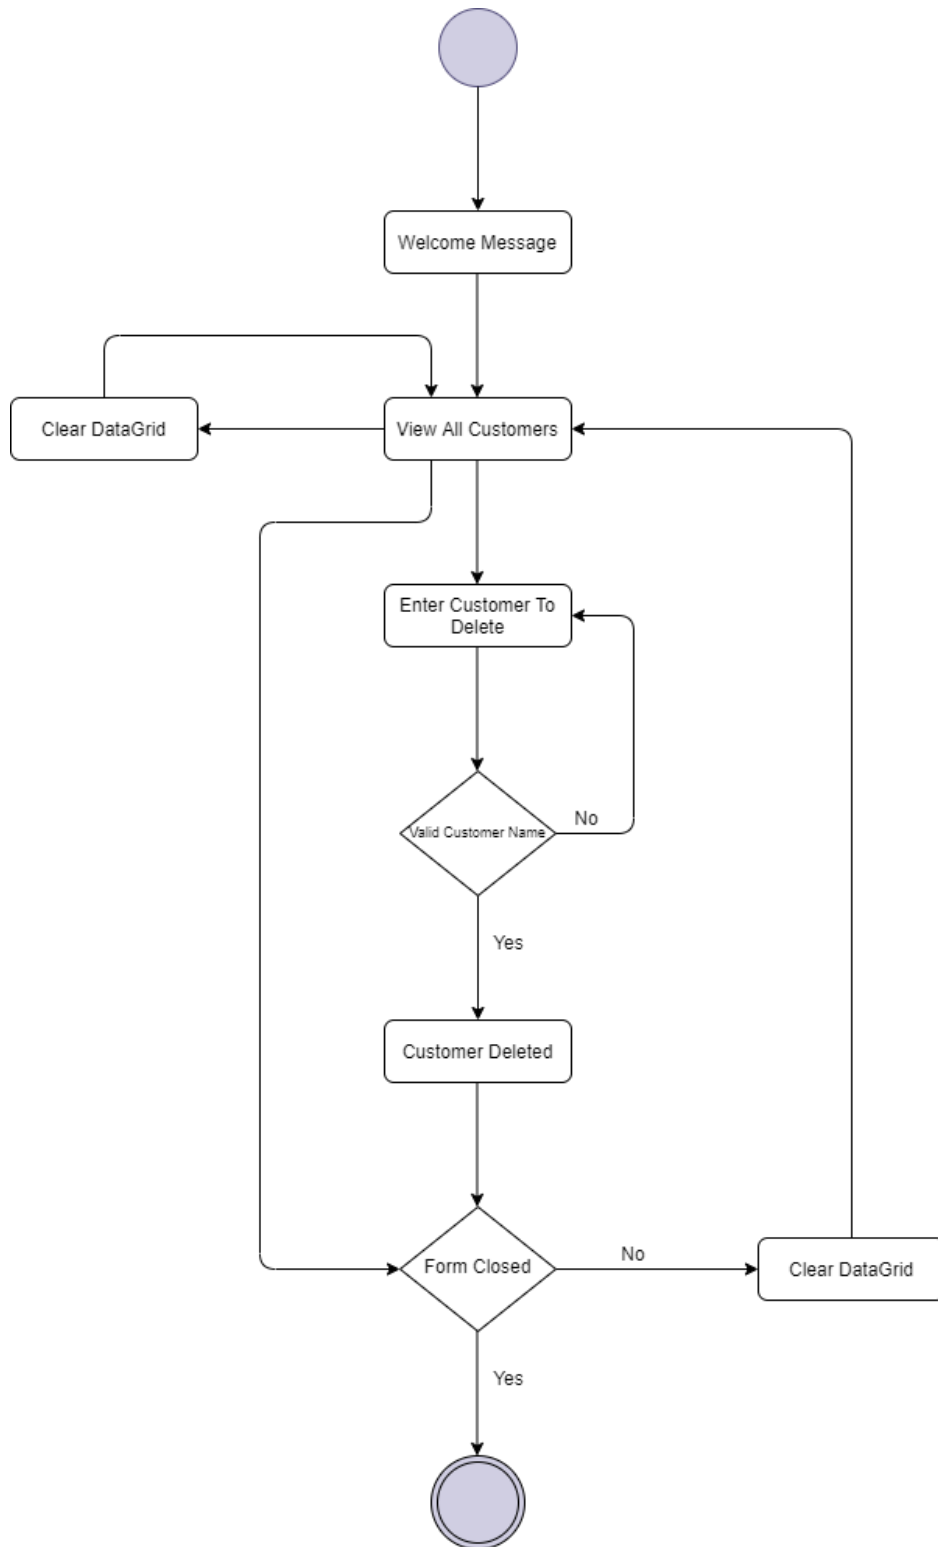 Welcome Message
Clear DataGrid
View All Customers
Enter Customer To
Delete
Valid Customer Name
No
Yes
Customer Deleted
Form Closed
No
Clear DataGrid
Yes